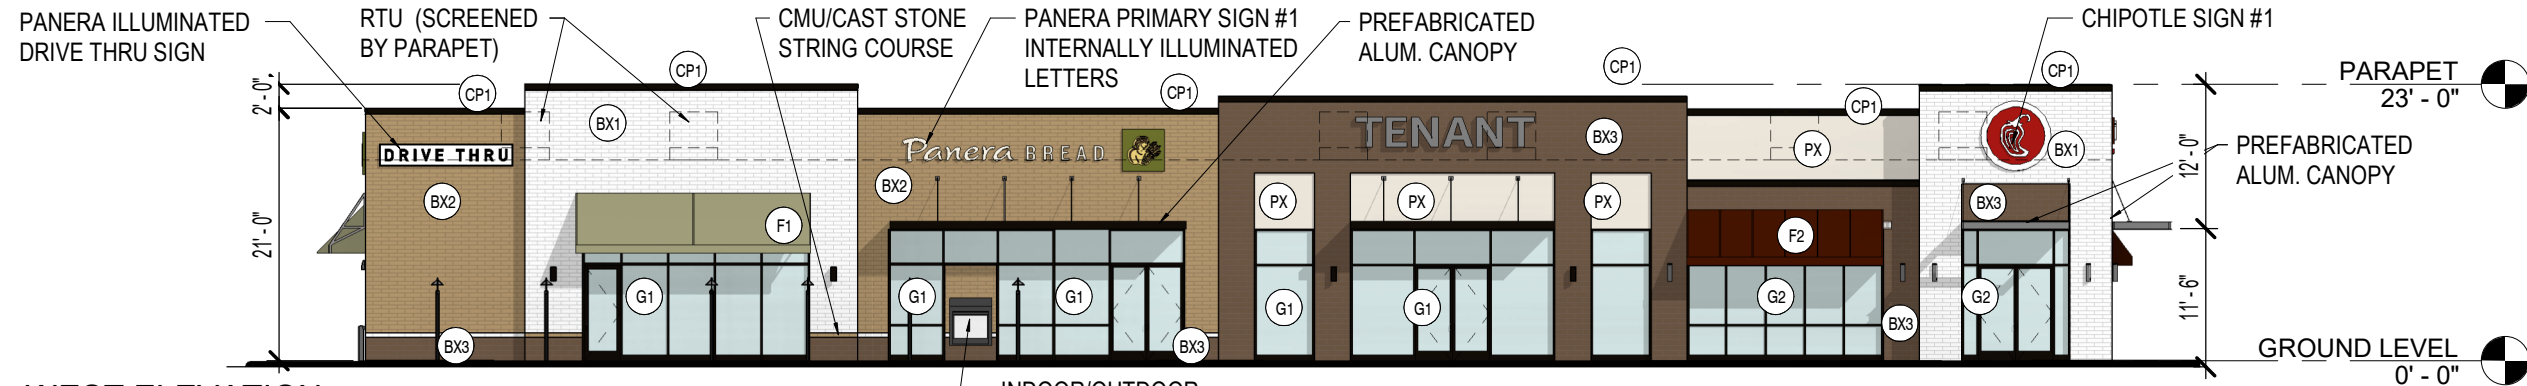 PANERA ILLUMINATED
DRIVE THRU SIGN
RTU (SCREENED
BY PARAPET)
CMU/CAST STONE
STRING COURSE
PANERA PRIMARY SIGN #1
INTERNALLY ILLUMINATED
LETTERS
PREFABRICATED
ALUM. CANOPY
CHIPOTLE SIGN #1
PARAPET
23' - 0"
PREFABRICATED
ALUM. CANOPY
GROUND LEVEL
0' - 0"
2' - 0"
21' - 0"
12' - 0"
11' - 6"
CP1
CP1
CP1
CP1
CP1
CP1
BX1
BX2
DRIVE THRU
BX3
F1
G1
Panera BREAD
BX2
G1
G1
BX3
TENANT
BX3
PX
PX
PX
G1
G1
PX
F2
G2
BX3
BX1
BX3
G2